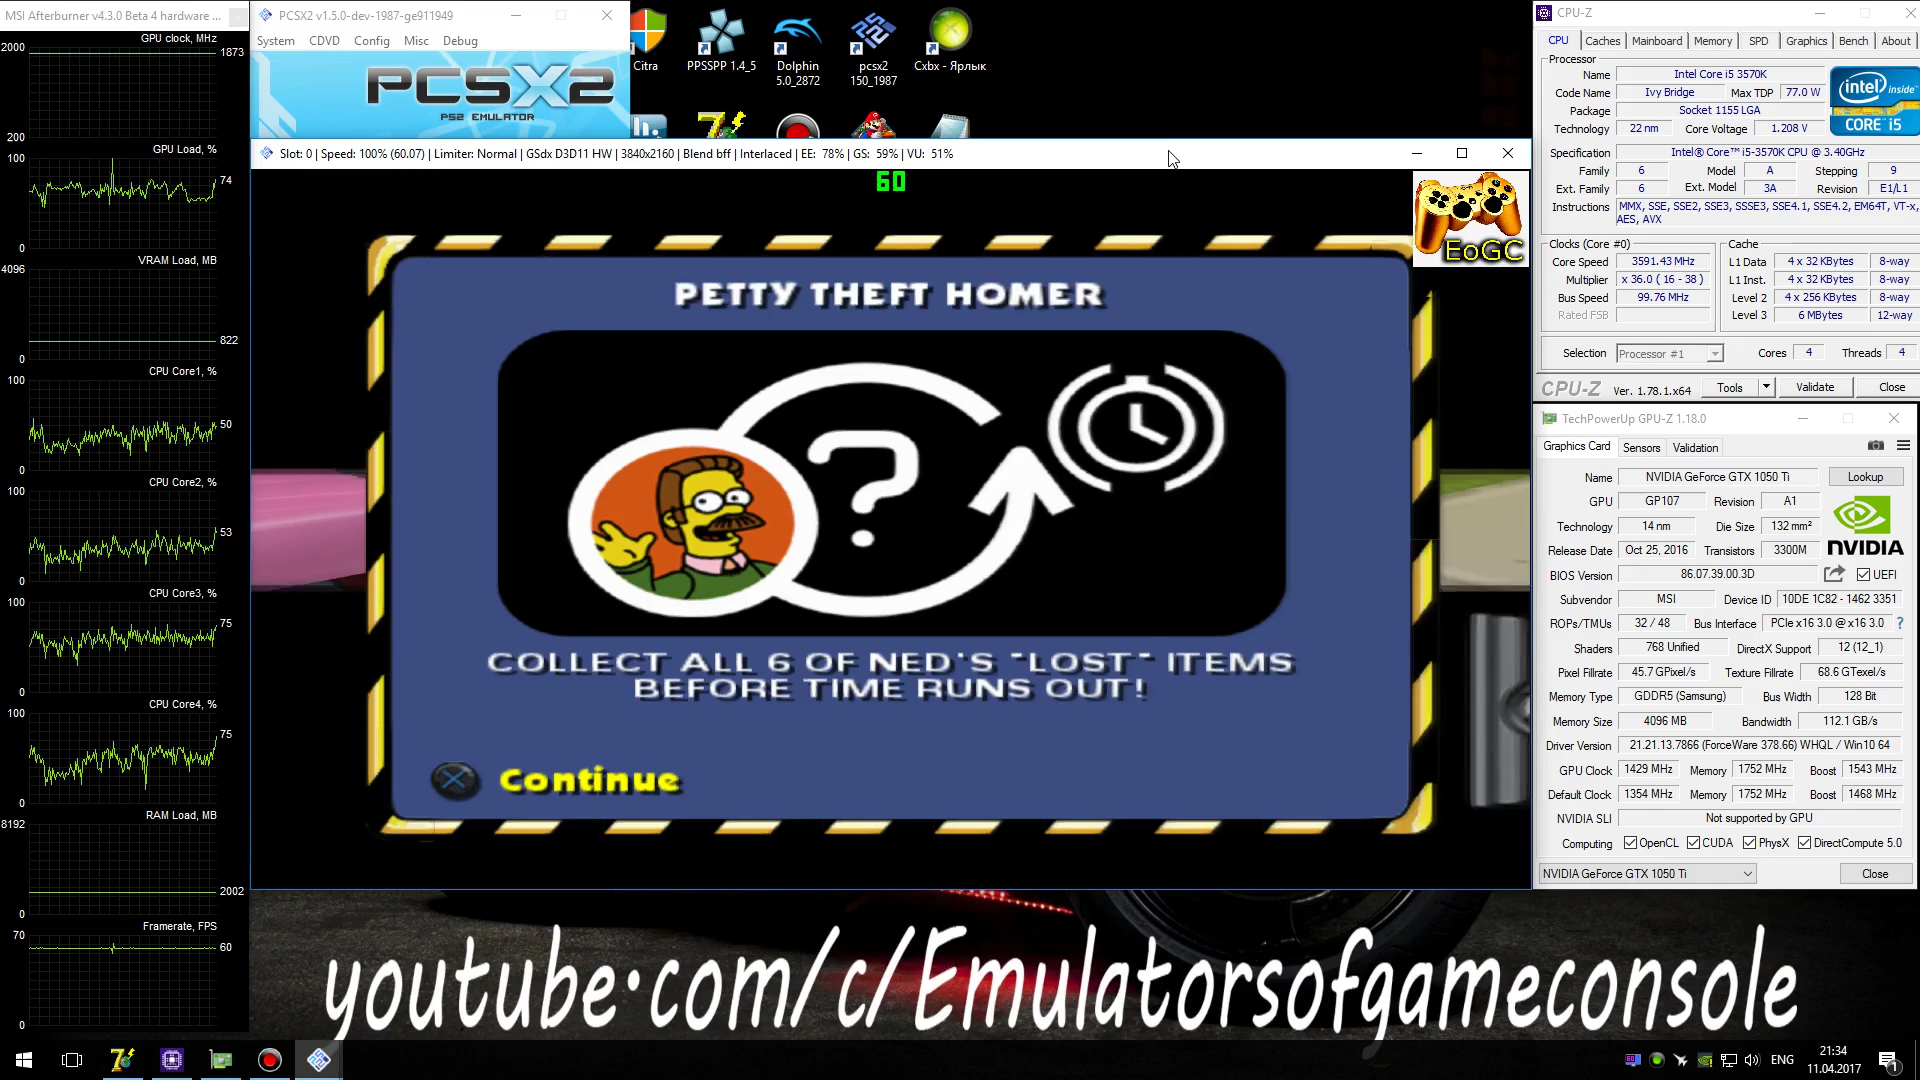 MSI Afterburner v4.3.0 Beta 4 hardware ...
GPU clock, MHz
2000
1873
200
GPU Load, %
100
74
0
VRAM Load, MB
4096
822
0
CPU Core1, %
100
50
0
CPU Core2, %
100
53
0
CPU Core3, %
100
75
0
CPU Core4, %
100
75
0
RAM Load, MB
8192
2002
0
Framerate, FPS
70
60
0
PCSX2 v1.5.0-dev-1987-ge911949
System CDVD Config Misc Debug
PCSX2
PS2 EMULATOR
Citra
PPSSPP 1.4_5
Dolphin
5.0_2872
pcsx2
150_1987
Cxbx - Ярлык
Slot: 0 | Speed: 100% (60.07) | Limiter: Normal | GSdx D3D11 HW | 3840x2160 | Blend bff | Interlaced | EE: 78% | GS: 59% | VU: 51%
60
EoGC
PETTY THEFT HOMER
?
COLLECT ALL 6 OF NED'S "LOST" ITEMS
BEFORE TIME RUNS OUT!
Continue
CPU-Z
CPU Caches Mainboard Memory SPD Graphics Bench About
Processor
Name Intel Core i5 3570K
Code Name Ivy Bridge Max TDP 77.0 W
Package Socket 1155 LGA
Technology 22 nm Core Voltage 1.208 V
intel inside
CORE i5
Specification Intel® Core™ i5-3570K CPU @ 3.40GHz
Family 6 Model A Stepping 9
Ext. Family 6 Ext. Model 3A Revision E1/L1
Instructions MMX, SSE, SSE2, SSE3, SSSE3, SSE4.1, SSE4.2, EM64T, VT-x,
AES, AVX
Clocks (Core #0)
Core Speed 3591.43 MHz
Multiplier x 36.0 ( 16 - 38 )
Bus Speed 99.76 MHz
Rated FSB
Cache
L1 Data 4 x 32 KBytes 8-way
L1 Inst. 4 x 32 KBytes 8-way
Level 2 4 x 256 KBytes 8-way
Level 3 6 MBytes 12-way
Selection Processor #1 Cores 4 Threads 4
CPU-Z Ver. 1.78.1.x64 Tools Validate Close
TechPowerUp GPU-Z 1.18.0
Graphics Card Sensors Validation
Name NVIDIA GeForce GTX 1050 Ti Lookup
GPU GP107 Revision A1
Technology 14 nm Die Size 132 mm²
Release Date Oct 25, 2016 Transistors 3300M
NVIDIA
BIOS Version 86.07.39.00.3D UEFI
Subvendor MSI Device ID 10DE 1C82 - 1462 3351
ROPs/TMUs 32 / 48 Bus Interface PCIe x16 3.0 @ x16 3.0 ?
Shaders 768 Unified DirectX Support 12 (12_1)
Pixel Fillrate 45.7 GPixel/s Texture Fillrate 68.6 GTexel/s
Memory Type GDDR5 (Samsung) Bus Width 128 Bit
Memory Size 4096 MB Bandwidth 112.1 GB/s
Driver Version 21.21.13.7866 (ForceWare 378.66) WHQL / Win10 64
GPU Clock 1429 MHz Memory 1752 MHz Boost 1543 MHz
Default Clock 1354 MHz Memory 1752 MHz Boost 1468 MHz
NVIDIA SLI Not supported by GPU
Computing OpenCL CUDA PhysX DirectCompute 5.0
NVIDIA GeForce GTX 1050 Ti Close
youtube.com/c/Emulatorsofgameconsole
ENG
21:34
11.04.2017
1